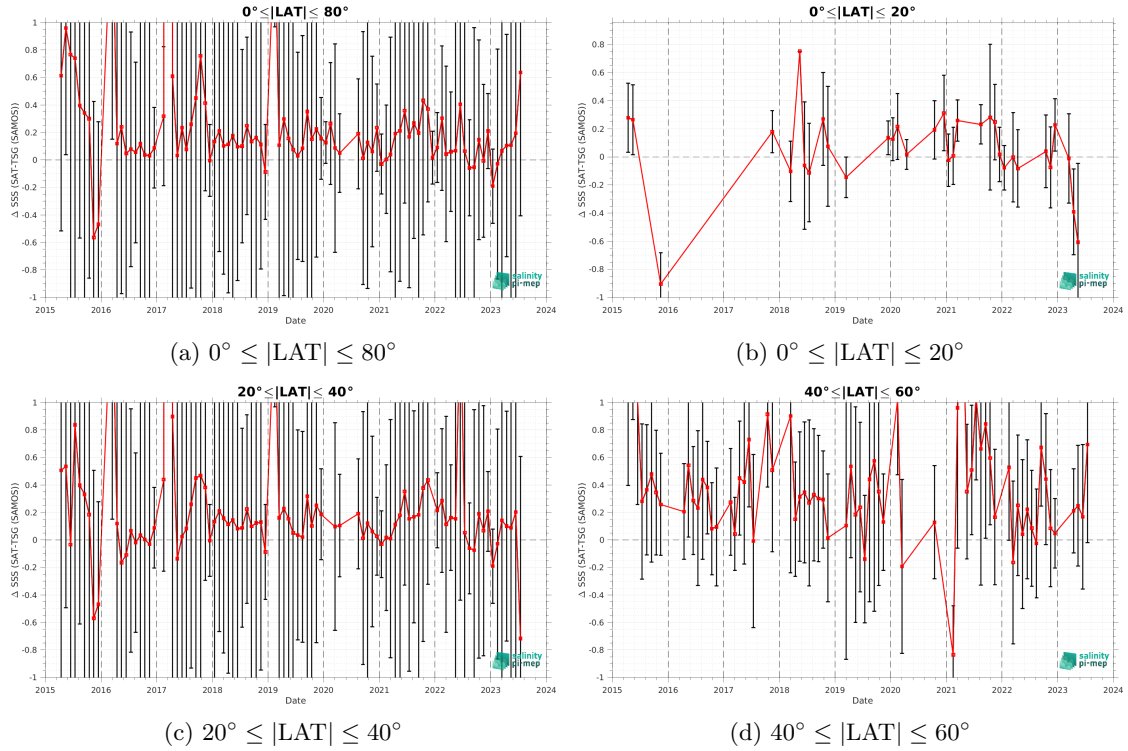 0°≤|LAT|≤ 80°
Δ SSS (SAT-TSG (SAMOS))
1
0.8
0.6
0.4
0.2
0
-0.2
-0.4
-0.6
-0.8
-1
2015 2016 2017 2018 2019 2020 2021 2022 2023 2024
Date
salinity
pi-mep
(a) 0° ≤ |LAT| ≤ 80°
0°≤|LAT|≤ 20°
Δ SSS (SAT-TSG (SAMOS))
0.8
0.6
0.4
0.2
0
-0.2
-0.4
-0.6
-0.8
-1
2015 2016 2017 2018 2019 2020 2021 2022 2023 2024
Date
salinity
pi-mep
(b) 0° ≤ |LAT| ≤ 20°
20°≤|LAT|≤ 40°
Δ SSS (SAT-TSG (SAMOS))
1
0.8
0.6
0.4
0.2
0
-0.2
-0.4
-0.6
-0.8
-1
2015 2016 2017 2018 2019 2020 2021 2022 2023 2024
Date
salinity
pi-mep
(c) 20° ≤ |LAT| ≤ 40°
40°≤|LAT|≤ 60°
Δ SSS (SAT-TSG (SAMOS))
1
0.8
0.6
0.4
0.2
0
-0.2
-0.4
-0.6
-0.8
-1
2015 2016 2017 2018 2019 2020 2021 2022 2023 2024
Date
salinity
pi-mep
(d) 40° ≤ |LAT| ≤ 60°